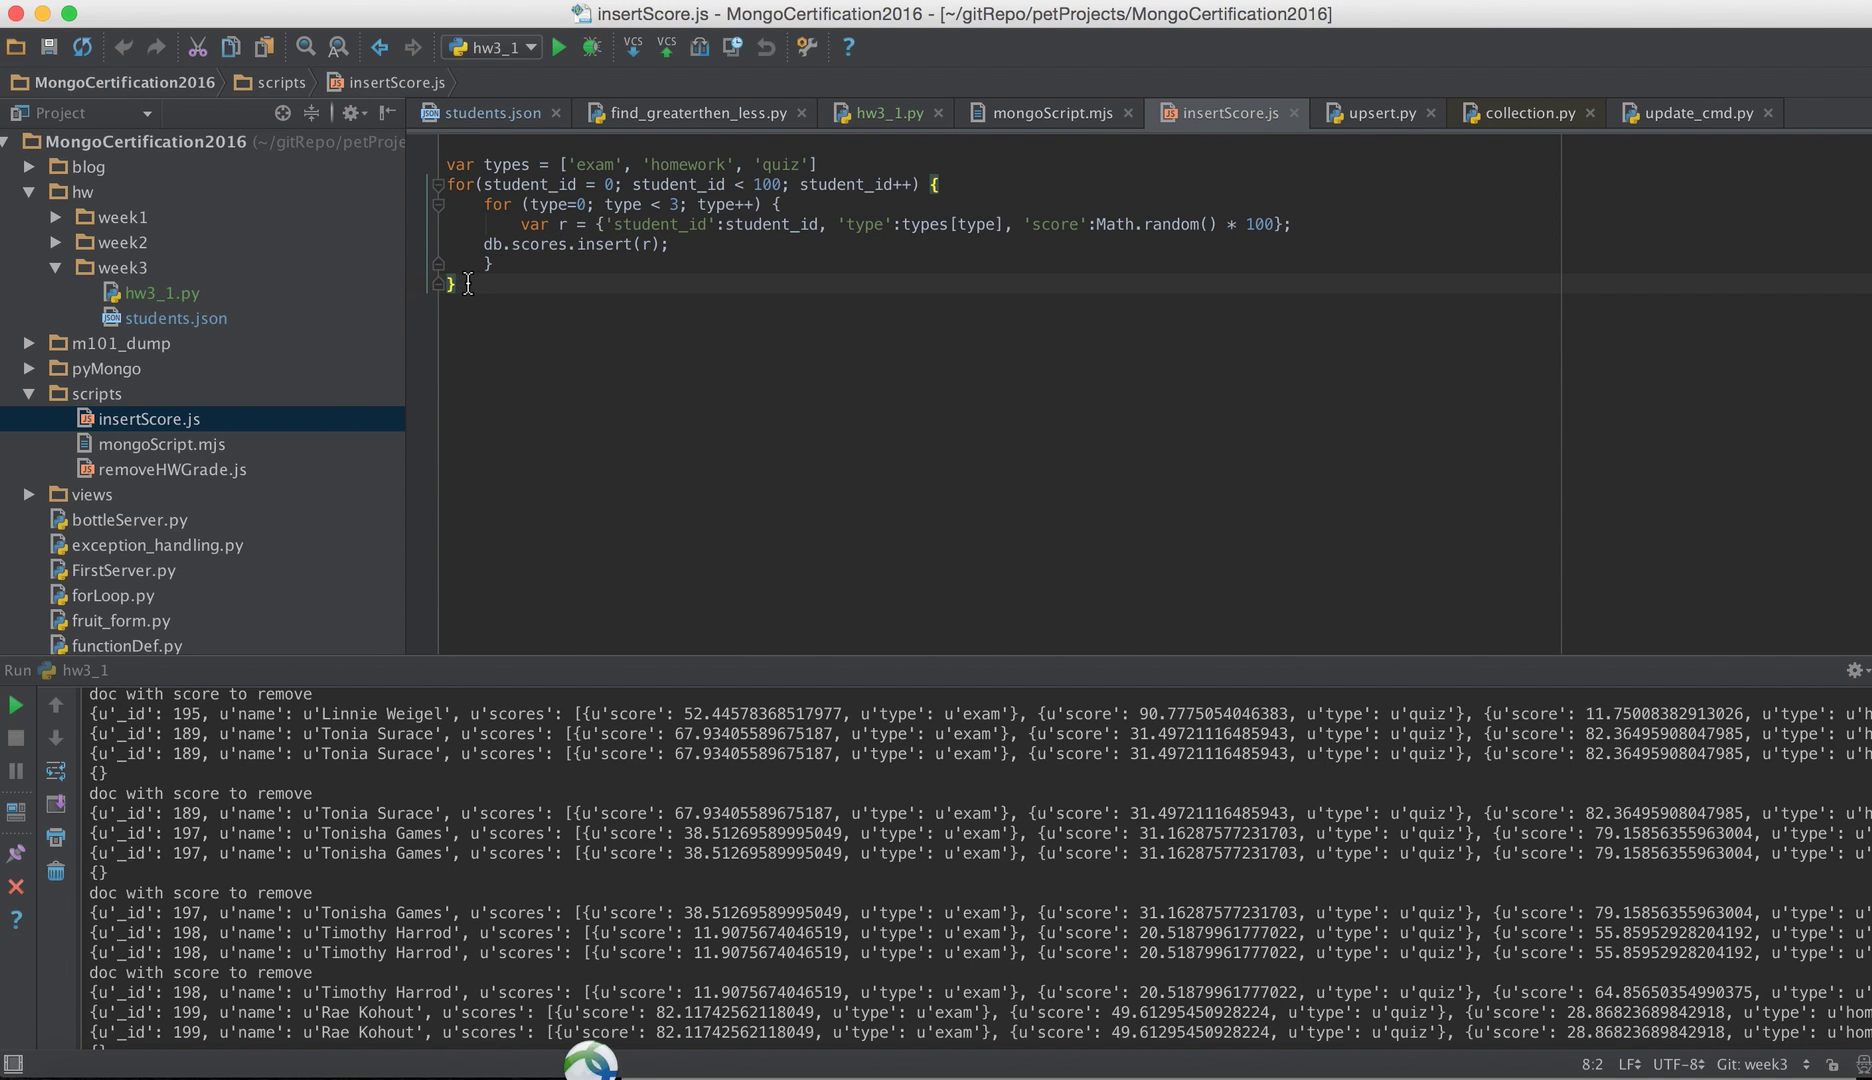 insertScore.js - MongoCertification2016 - [~/gitRepo/petProjects/MongoCertification2016]
hw3_1
VCS VCS
MongoCertification2016 scripts insertScore.js
Project
students.json find_greaterthen_less.py hw3_1.py mongoScript.mjs insertScore.js upsert.py collection.py update_cmd.py
MongoCertification2016 (~/gitRepo/petProje
blog
hw
week1
week2
week3
hw3_1.py
students.json
m101_dump
pyMongo
scripts
insertScore.js
mongoScript.mjs
removeHWGrade.js
views
bottleServer.py
exception_handling.py
FirstServer.py
forLoop.py
fruit_form.py
functionDef.py
var types = ['exam', 'homework', 'quiz']
for(student_id = 0; student_id < 100; student_id++) {
for (type=0; type < 3; type++) {
var r = {'student_id':student_id, 'type':types[type], 'score':Math.random() * 100};
db.scores.insert(r);
}
}
Run hw3_1
doc with score to remove
{u'_id': 195, u'name': u'Linnie Weigel', u'scores': [{u'score': 52.44578368517977, u'type': u'exam'}, {u'score': 90.7775054046383, u'type': u'quiz'}, {u'score': 11.75008382913026, u'type': u'h
{u'_id': 189, u'name': u'Tonia Surace', u'scores': [{u'score': 67.93405589675187, u'type': u'exam'}, {u'score': 31.49721116485943, u'type': u'quiz'}, {u'score': 82.36495908047985, u'type': u'ho
{u'_id': 189, u'name': u'Tonia Surace', u'scores': [{u'score': 67.93405589675187, u'type': u'exam'}, {u'score': 31.49721116485943, u'type': u'quiz'}, {u'score': 82.36495908047985, u'type': u'ho
{}
doc with score to remove
{u'_id': 189, u'name': u'Tonia Surace', u'scores': [{u'score': 67.93405589675187, u'type': u'exam'}, {u'score': 31.49721116485943, u'type': u'quiz'}, {u'score': 82.36495908047985, u'type': u'ho
{u'_id': 197, u'name': u'Tonisha Games', u'scores': [{u'score': 38.51269589995049, u'type': u'exam'}, {u'score': 31.16287577231703, u'type': u'quiz'}, {u'score': 79.15856355963004, u'type': u'
{u'_id': 197, u'name': u'Tonisha Games', u'scores': [{u'score': 38.51269589995049, u'type': u'exam'}, {u'score': 31.16287577231703, u'type': u'quiz'}, {u'score': 79.15856355963004, u'type': u'
{}
doc with score to remove
{u'_id': 197, u'name': u'Tonisha Games', u'scores': [{u'score': 38.51269589995049, u'type': u'exam'}, {u'score': 31.16287577231703, u'type': u'quiz'}, {u'score': 79.15856355963004, u'type': u'
{u'_id': 198, u'name': u'Timothy Harrod', u'scores': [{u'score': 11.9075674046519, u'type': u'exam'}, {u'score': 20.51879961777022, u'type': u'quiz'}, {u'score': 55.85952928204192, u'type': u'
{u'_id': 198, u'name': u'Timothy Harrod', u'scores': [{u'score': 11.9075674046519, u'type': u'exam'}, {u'score': 20.51879961777022, u'type': u'quiz'}, {u'score': 55.85952928204192, u'type': u'
doc with score to remove
{u'_id': 198, u'name': u'Timothy Harrod', u'scores': [{u'score': 11.9075674046519, u'type': u'exam'}, {u'score': 20.51879961777022, u'type': u'quiz'}, {u'score': 64.85650354990375, u'type': u'
{u'_id': 199, u'name': u'Rae Kohout', u'scores': [{u'score': 82.11742562118049, u'type': u'exam'}, {u'score': 49.61295450928224, u'type': u'quiz'}, {u'score': 28.86823689842918, u'type': u'hom
{u'_id': 199, u'name': u'Rae Kohout', u'scores': [{u'score': 82.11742562118049, u'type': u'exam'}, {u'score': 49.61295450928224, u'type': u'quiz'}, {u'score': 28.86823689842918, u'type': u'hom
8:2 LF UTF-8 Git: week3